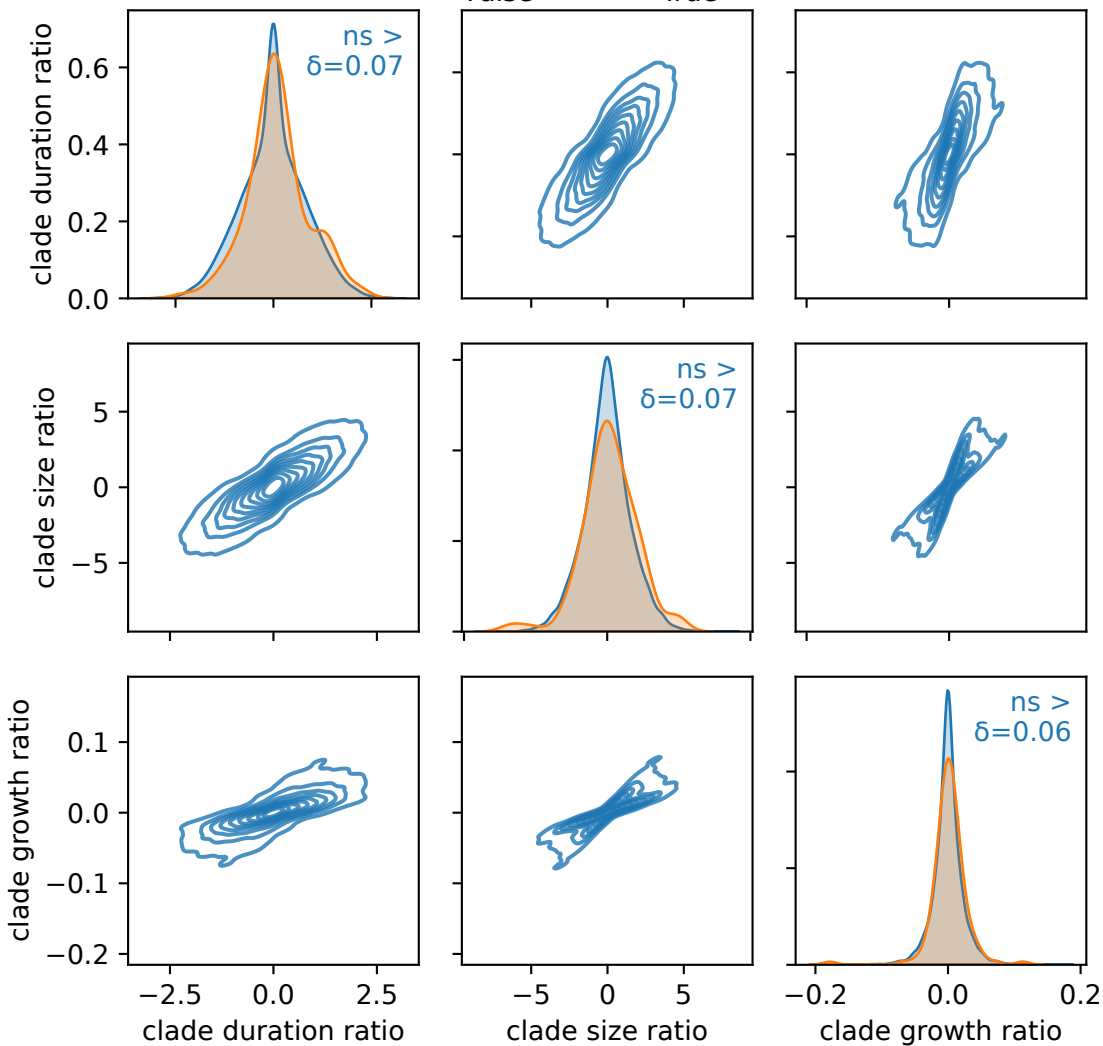 clade duration ratio
0.6
0.4
0.2
0.0
ns >
δ=0.07
clade size ratio
5
0
−5
ns >
δ=0.07
clade growth ratio
0.1
0.0
−0.1
−0.2
ns >
δ=0.06
−2.5 0.0 2.5
−5 0 5
−0.2 0.0 0.2
clade duration ratio
clade size ratio
clade growth ratio